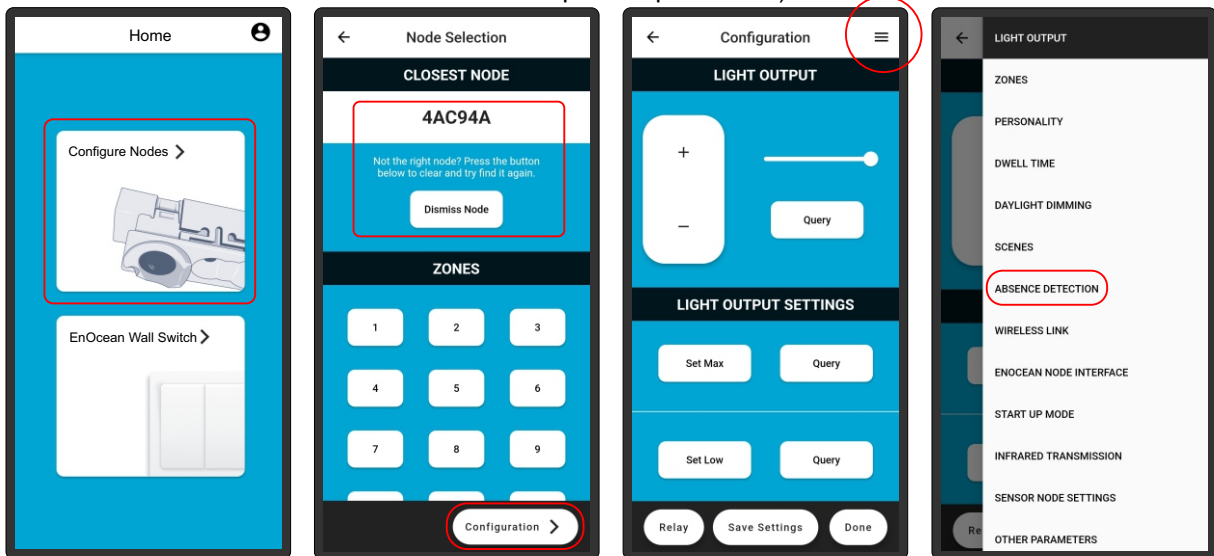 Home
Configure Nodes
EnOcean Wall Switch
Node Selection
CLOSEST NODE
4AC94A
Not the right node? Press the button
below to clear and try find it again.
Dismiss Node
ZONES
1 2 3
4 5 6
7 8 9
Configuration
Configuration
LIGHT OUTPUT
+
−
Query
LIGHT OUTPUT SETTINGS
Set Max Query
Set Low Query
Relay Save Settings Done
LIGHT OUTPUT
ZONES
PERSONALITY
DWELL TIME
DAYLIGHT DIMMING
SCENES
ABSENCE DETECTION
WIRELESS LINK
ENOCEAN NODE INTERFACE
START UP MODE
INFRARED TRANSMISSION
SENSOR NODE SETTINGS
OTHER PARAMETERS
Re